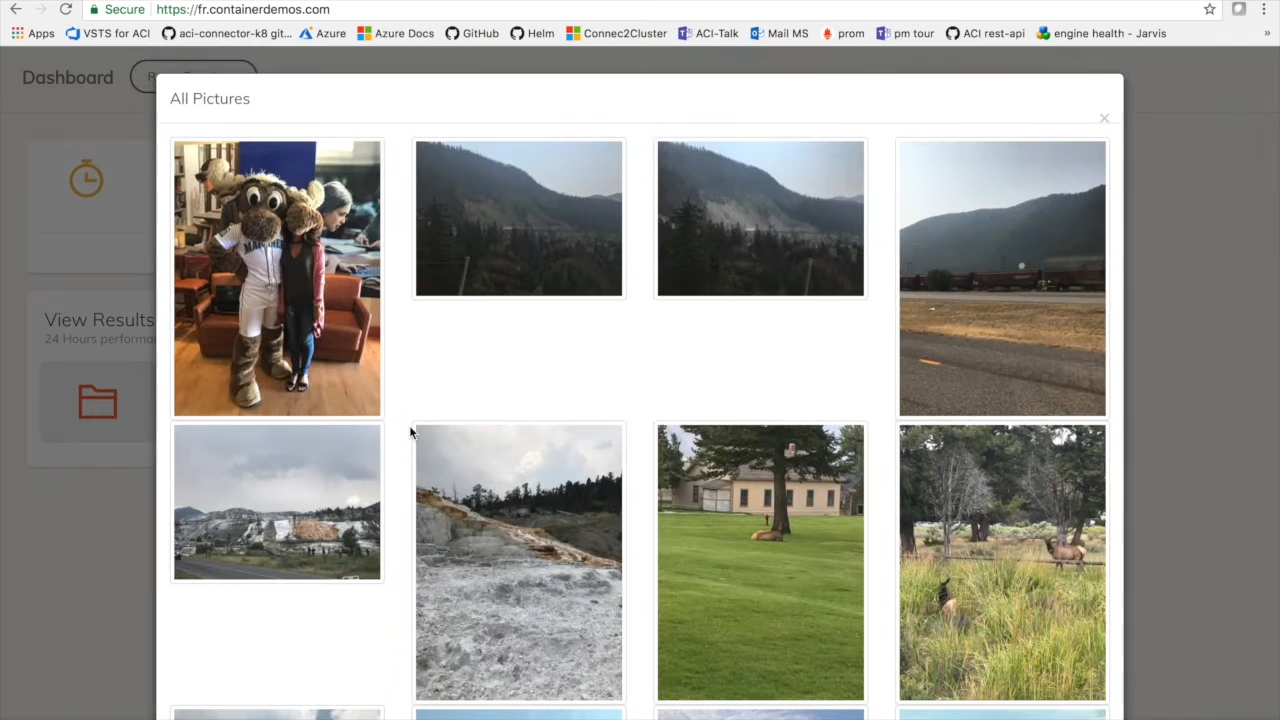 Secure https://fr.containerdemos.com
Apps VSTS for ACI aci-connector-k8 git... Azure Azure Docs GitHub Helm Connec2Cluster ACI-Talk Mail MS prom pm tour ACI rest-api engine health - Jarvis »
Dashboard
All Pictures
×
View Results
24 Hours performa